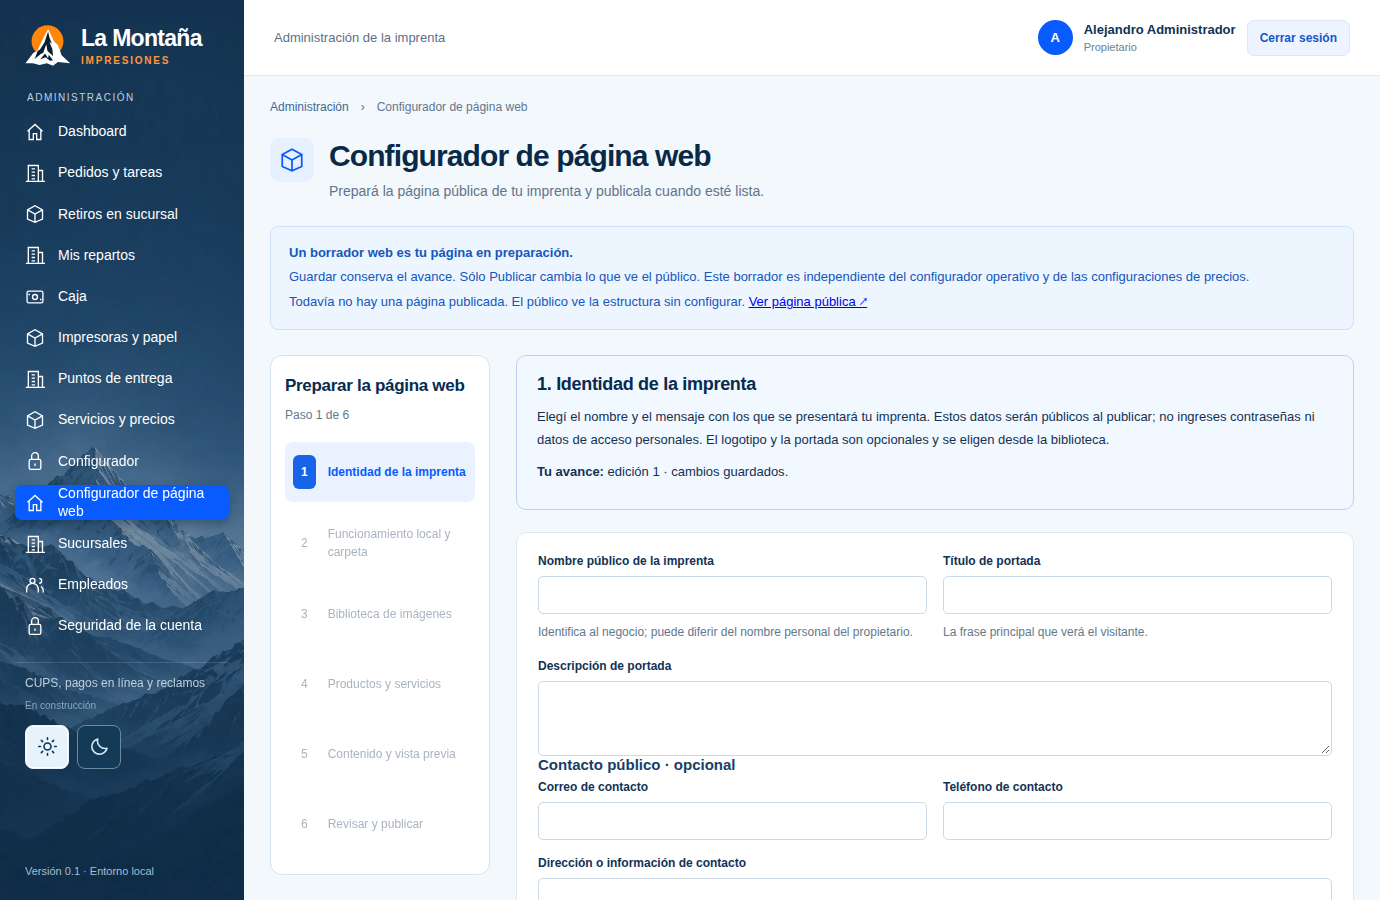 La Montaña
IMPRESIONES
ADMINISTRACIÓN
Dashboard
Pedidos y tareas
Retiros en sucursal
Mis repartos
Caja
Impresoras y papel
Puntos de entrega
Servicios y precios
Configurador
Configurador de página
web
Sucursales
Empleados
Seguridad de la cuenta
CUPS, pagos en línea y reclamos
En construcción
Versión 0.1 · Entorno local
Administración de la imprenta
A
Alejandro Administrador
Propietario
Cerrar sesión
Administración › Configurador de página web
Configurador de página web
Prepará la página pública de tu imprenta y publicala cuando esté lista.
Un borrador web es tu página en preparación.
Guardar conserva el avance. Sólo Publicar cambia lo que ve el público. Este borrador es independiente del configurador operativo y de las configuraciones de precios.
Todavía no hay una página publicada. El público ve la estructura sin configurar. Ver página pública ↗
Preparar la página web
Paso 1 de 6
1 Identidad de la imprenta
2 Funcionamiento local y
carpeta
3 Biblioteca de imágenes
4 Productos y servicios
5 Contenido y vista previa
6 Revisar y publicar
1. Identidad de la imprenta
Elegí el nombre y el mensaje con los que se presentará tu imprenta. Estos datos serán públicos al publicar; no ingreses contraseñas ni
datos de acceso personales. El logotipo y la portada son opcionales y se eligen desde la biblioteca.
Tu avance: edición 1 · cambios guardados.
Nombre público de la imprenta
Identifica al negocio; puede diferir del nombre personal del propietario.
Título de portada
La frase principal que verá el visitante.
Descripción de portada
Contacto público · opcional
Correo de contacto
Teléfono de contacto
Dirección o información de contacto